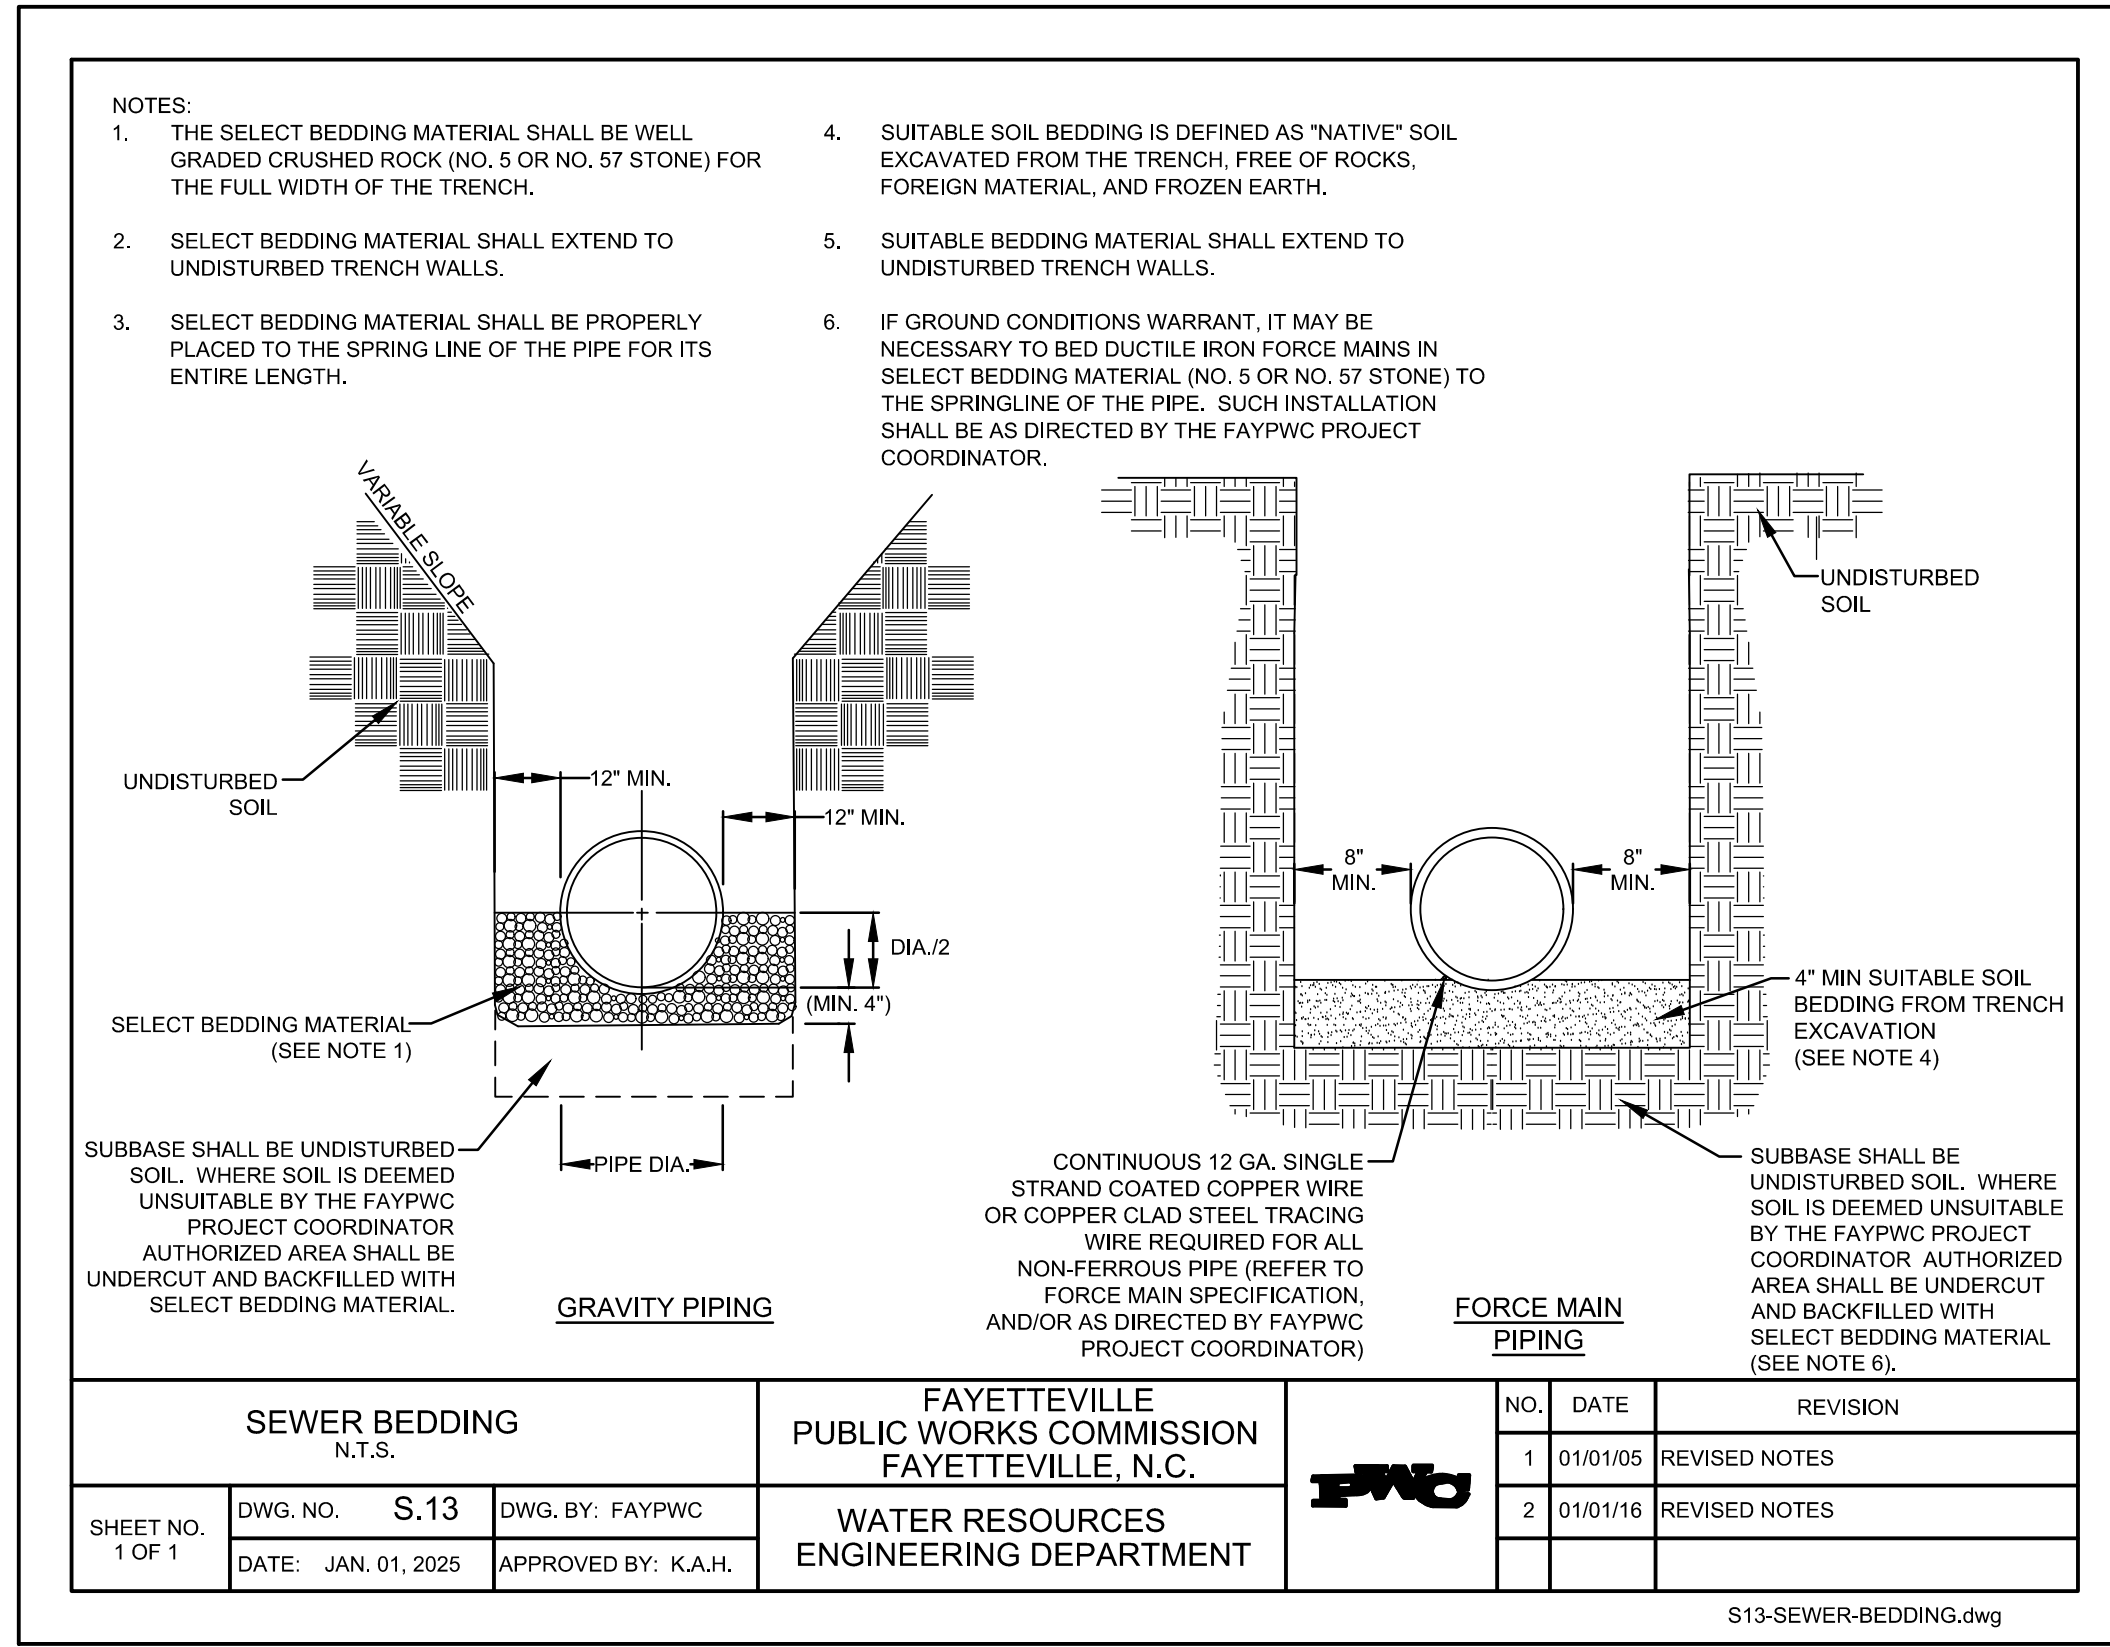 NOTES:
1. THE SELECT BEDDING MATERIAL SHALL BE WELL
GRADED CRUSHED ROCK (NO. 5 OR NO. 57 STONE) FOR
THE FULL WIDTH OF THE TRENCH.
2. SELECT BEDDING MATERIAL SHALL EXTEND TO
UNDISTURBED TRENCH WALLS.
3. SELECT BEDDING MATERIAL SHALL BE PROPERLY
PLACED TO THE SPRING LINE OF THE PIPE FOR ITS
ENTIRE LENGTH.
4. SUITABLE SOIL BEDDING IS DEFINED AS "NATIVE" SOIL
EXCAVATED FROM THE TRENCH, FREE OF ROCKS,
FOREIGN MATERIAL, AND FROZEN EARTH.
5. SUITABLE BEDDING MATERIAL SHALL EXTEND TO
UNDISTURBED TRENCH WALLS.
6. IF GROUND CONDITIONS WARRANT, IT MAY BE
NECESSARY TO BED DUCTILE IRON FORCE MAINS IN
SELECT BEDDING MATERIAL (NO. 5 OR NO. 57 STONE) TO
THE SPRINGLINE OF THE PIPE. SUCH INSTALLATION
SHALL BE AS DIRECTED BY THE FAYPWC PROJECT
COORDINATOR.
VARIABLE SLOPE
UNDISTURBED
SOIL
12" MIN.
12" MIN.
DIA./2
(MIN. 4")
SELECT BEDDING MATERIAL
(SEE NOTE 1)
SUBBASE SHALL BE UNDISTURBED
SOIL. WHERE SOIL IS DEEMED
UNSUITABLE BY THE FAYPWC
PROJECT COORDINATOR
AUTHORIZED AREA SHALL BE
UNDERCUT AND BACKFILLED WITH
SELECT BEDDING MATERIAL.
PIPE DIA.
GRAVITY PIPING
UNDISTURBED
SOIL
8"
MIN.
8"
MIN.
4" MIN SUITABLE SOIL
BEDDING FROM TRENCH
EXCAVATION
(SEE NOTE 4)
CONTINUOUS 12 GA. SINGLE
STRAND COATED COPPER WIRE
OR COPPER CLAD STEEL TRACING
WIRE REQUIRED FOR ALL
NON-FERROUS PIPE (REFER TO
FORCE MAIN SPECIFICATION,
AND/OR AS DIRECTED BY FAYPWC
PROJECT COORDINATOR)
FORCE MAIN
PIPING
SUBBASE SHALL BE
UNDISTURBED SOIL. WHERE
SOIL IS DEEMED UNSUITABLE
BY THE FAYPWC PROJECT
COORDINATOR AUTHORIZED
AREA SHALL BE UNDERCUT
AND BACKFILLED WITH
SELECT BEDDING MATERIAL
(SEE NOTE 6).
SEWER BEDDING
N.T.S.
SHEET NO.
1 OF 1
DWG. NO. S.13
DWG. BY: FAYPWC
DATE: JAN. 01, 2025
APPROVED BY: K.A.H.
FAYETTEVILLE
PUBLIC WORKS COMMISSION
FAYETTEVILLE, N.C.
WATER RESOURCES
ENGINEERING DEPARTMENT
PWC
NO. DATE REVISION
1 01/01/05 REVISED NOTES
2 01/01/16 REVISED NOTES
S13-SEWER-BEDDING.dwg